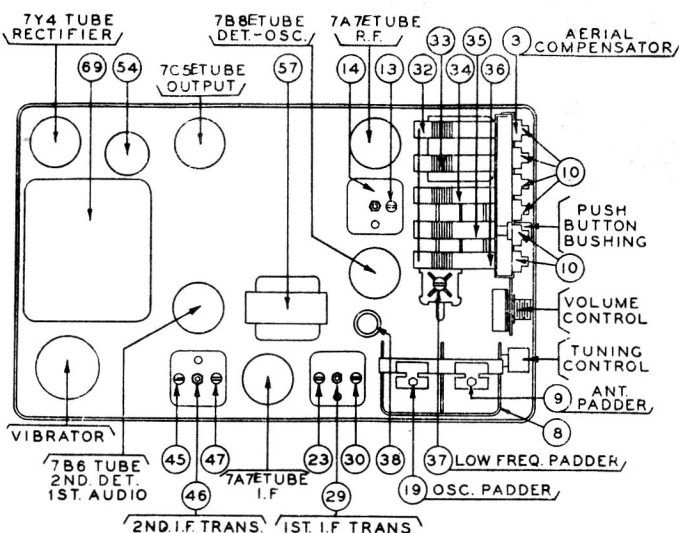 7Y4 TUBE
RECTIFIER
69
54
7C5E TUBE
OUTPUT
7B8E TUBE
DET.-OSC.
57
7A7E TUBE
R.F.
14
13
32
33
34
35
36
3
AERIAL
COMPENSATOR
10
PUSH
BUTTON
BUSHING
10
VOLUME
CONTROL
TUNING
CONTROL
9
ANT.
PADDER
8
VIBRATOR
7B6 TUBE
2ND. DET.
1ST. AUDIO
45
46
47
2ND. I.F. TRANS.
7A7E TUBE
I.F
23
29
30
1ST. I.F TRANS
38
37
LOW FREQ. PADDER
19
OSC. PADDER